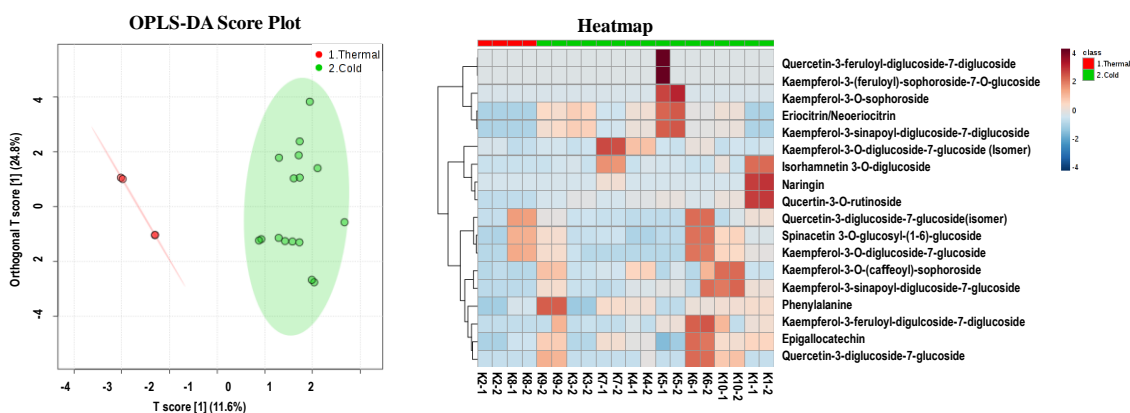 OPLS-DA Score Plot
1.Thermal
2.Cold
4
2
0
2
-4
Orthogonal T score [1] (24.8%)
-4 -3 -2 -1 0 1 2
T score [1] (11.6%)
Heatmap
class
1.Thermal
2.Cold
4
2
0
-2
-4
Quercetin-3-feruloyl-diglucoside-7-diglucoside
Kaempferol-3-(feruloyl)-sophoroside-7-O-glucoside
Kaempferol-3-O-sophoroside
Eriocitrin/Neoeriocitrin
Kaempferol-3-sinapoyl-diglucoside-7-diglucoside
Kaempferol-3-O-diglucoside-7-glucoside (Isomer)
Isorhamnetin 3-O-diglucoside
Naringin
Qucertin-3-O-rutinoside
Quercetin-3-diglucoside-7-glucoside(isomer)
Spinacetin 3-O-glucosyl-(1-6)-glucoside
Kaempferol-3-O-diglucoside-7-glucoside
Kaempferol-3-O-(caffeoyl)-sophoroside
Kaempferol-3-sinapoyl-diglucoside-7-glucoside
Phenylalanine
Kaempferol-3-feruloyl-digulcoside-7-diglucoside
Epigallocatechin
Quercetin-3-diglucoside-7-glucoside
K2-1
K2-2
K8-1
K8-2
K9-2
K9-2
K3-1
K3-2
K7-1
K7-2
K4-1
K4-2
K5-1
K5-2
K6-1
K6-2
K10-1
K10-2
K1-1
K1-2